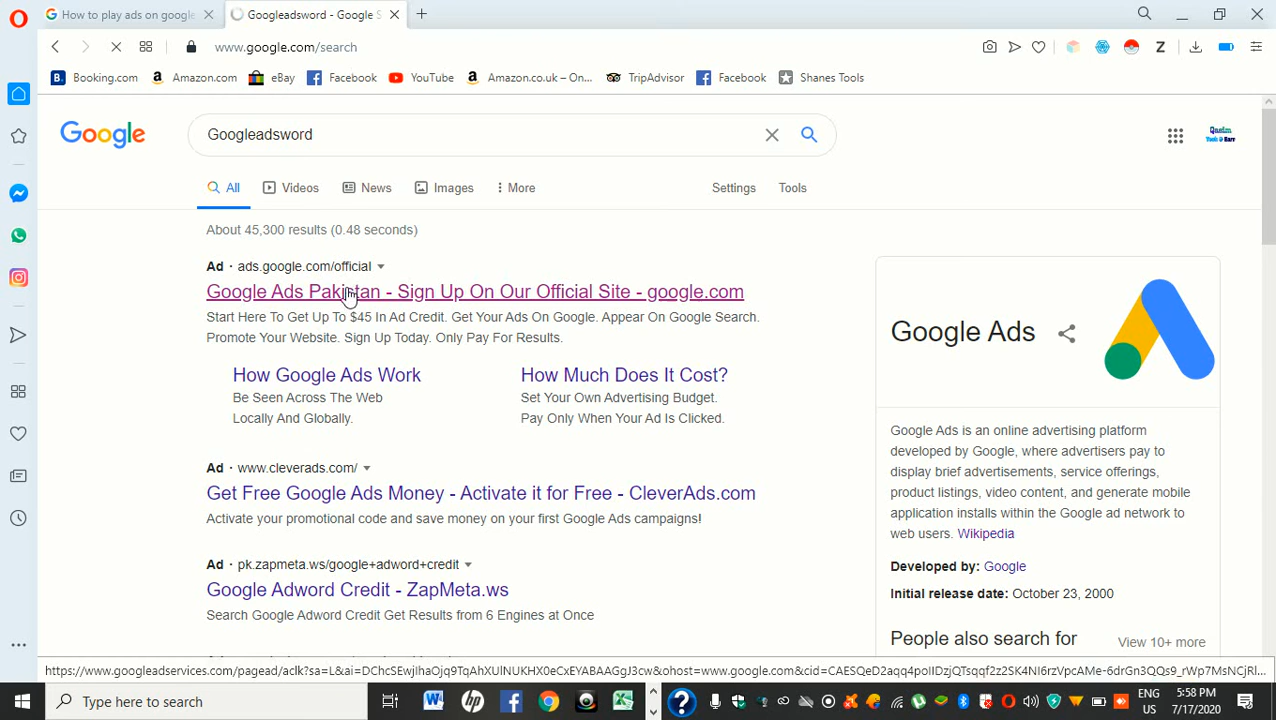 How to play ads on google
Googleadsword - Google S
www.google.com/search
Booking.com
Amazon.com
eBay
Facebook
YouTube
Amazon.co.uk – On...
TripAdvisor
Facebook
Shanes Tools
Google
Googleadsword
Qasim
Tech & Earn
All
Videos
News
Images
More
Settings
Tools
About 45,300 results (0.48 seconds)
Ad · ads.google.com/official
Google Ads Pakistan - Sign Up On Our Official Site - google.com
Start Here To Get Up To $45 In Ad Credit. Get Your Ads On Google. Appear On Google Search.
Promote Your Website. Sign Up Today. Only Pay For Results.
How Google Ads Work
Be Seen Across The Web
Locally And Globally.
How Much Does It Cost?
Set Your Own Advertising Budget.
Pay Only When Your Ad Is Clicked.
Ad · www.cleverads.com/
Get Free Google Ads Money - Activate it for Free - CleverAds.com
Activate your promotional code and save money on your first Google Ads campaigns!
Ad · pk.zapmeta.ws/google+adword+credit
Google Adword Credit - ZapMeta.ws
Search Google Adword Credit Get Results from 6 Engines at Once
Google Ads
Google Ads is an online advertising platform
developed by Google, where advertisers pay to
display brief advertisements, service offerings,
product listings, video content, and generate mobile
application installs within the Google ad network to
web users. Wikipedia
Developed by: Google
Initial release date: October 23, 2000
People also search for
View 10+ more
Type here to search
ENG
US
5:58 PM
7/17/2020